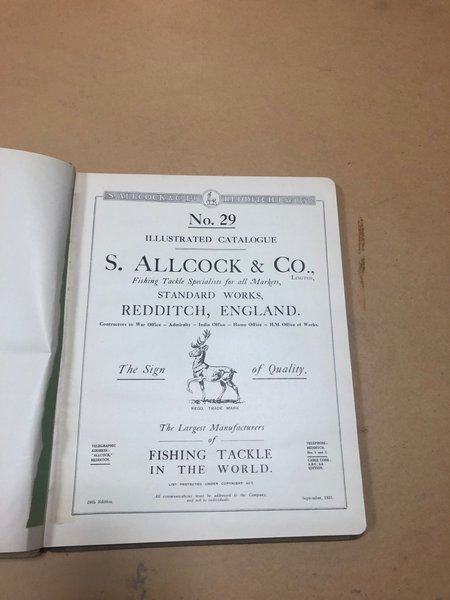 S. ALLCOCK & Co. LTD. REDDITCH
No. 29
ILLUSTRATED CATALOGUE
S. ALLCOCK & CO.,
LIMITED,
Fishing Tackle Specialists for all Markets,
STANDARD WORKS,
REDDITCH, ENGLAND.
Contractors to War Office – Admiralty – India Office – Home Office – H.M. Office of Works.
The Sign of Quality.
REGD. TRADE MARK
The Largest Manufacturers
of
FISHING TACKLE
IN THE WORLD.
TELEGRAPHIC
ADDRESS:
"ALLCOCK,"
REDDITCH.
TELEPHONE:
REDDITCH,
Nos. 1 and 2.
CABLE CODE:
A.B.C. 5th
EDITION.
LIST PROTECTED UNDER COPYRIGHT ACT.
All communications must be addressed to the Company,
and not to individuals.
Edition.
September,